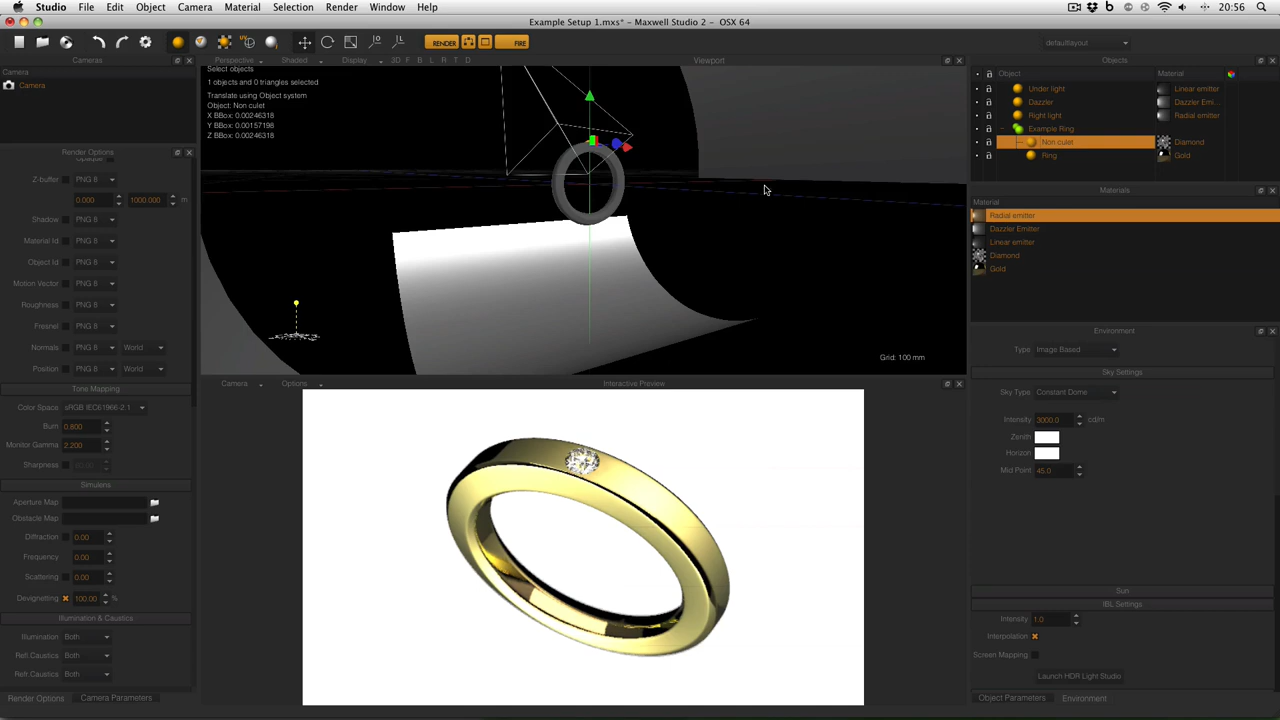 Studio File Edit Object Camera Material Selection Render Window Help 20:56
Example Setup 1.mxs* - Maxwell Studio 2 - OSX 64
RENDER FIRE defaultlayout
Cameras
Camera
Camera
Render Options
Z-buffer PNG 8
0.000 1000.000 m
Shadow PNG 8
Material Id PNG 8
Object Id PNG 8
Motion Vector PNG 8
Roughness PNG 8
Fresnel PNG 8
Normals PNG 8 World
Position PNG 8 World
Tone Mapping
Color Space sRGB IEC61966-2.1
Burn 0.800
Monitor Gamma 2.200
Sharpness
Simulens
Aperture Map
Obstacle Map
Diffraction 0.00
Frequency 0.00
Scattering 0.00
Devignetting 100.00 %
Illumination & Caustics
Illumination Both
Refl.Caustics Both
Refr.Caustics Both
Render Options Camera Parameters
Perspective Shaded Display 3D F B L R T D Viewport
Select objects
1 objects and 0 triangles selected
Translate using Object system
Object: Non culet
X BBox: 0.00246318
Y BBox: 0.00157198
Z BBox: 0.00246318
Grid: 100 mm
Camera Options Interactive Preview
Objects
Object Material
Under light Linear emitter
Dazzler Dazzler Emi...
Right light Radial emitter
Example Ring
Non culet Diamond
Ring Gold
Materials
Material
Radial emitter
Dazzler Emitter
Linear emitter
Diamond
Gold
Environment
Type Image Based
Sky Settings
Sky Type Constant Dome
Intensity 3000.0 cd/m
Zenith
Horizon
Mid Point 45.0
Sun
IBL Settings
Intensity 1.0
Interpolation
Screen Mapping
Launch HDR Light Studio
Object Parameters Environment